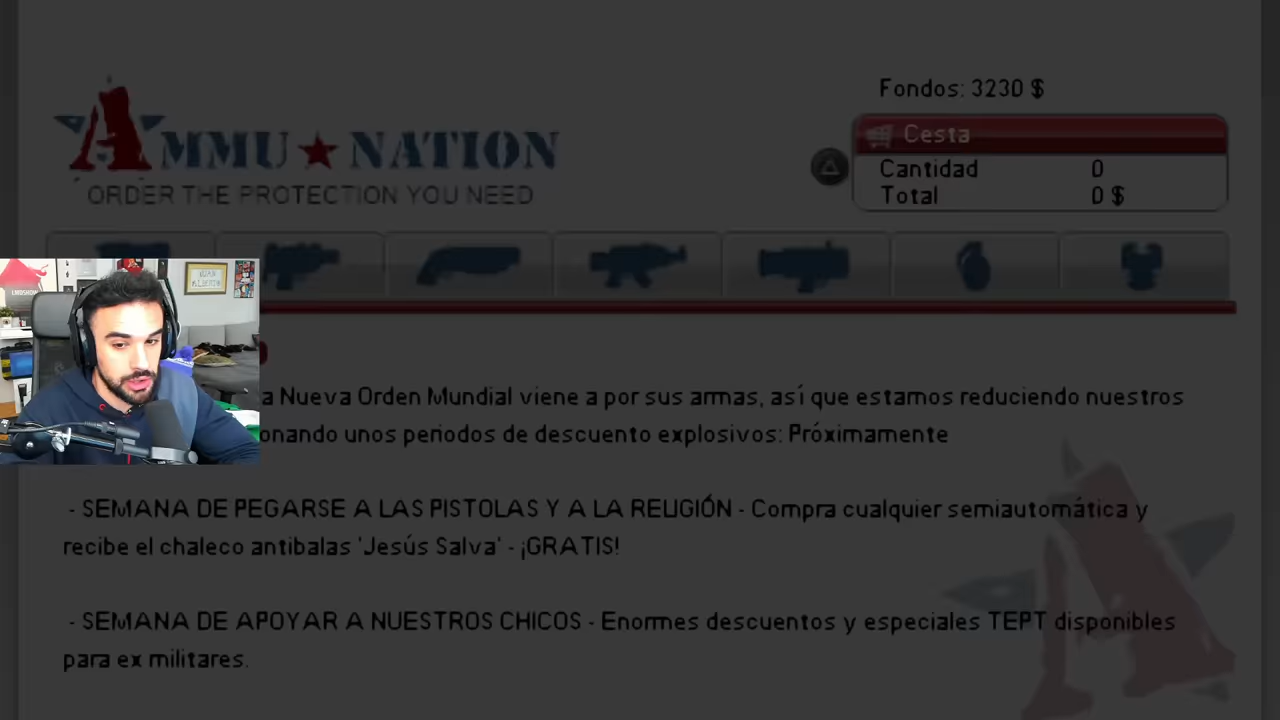 Fondos: 3230 $
AMMU★NATION
ORDER THE PROTECTION YOU NEED
Cesta
Cantidad 0
Total 0 $
a Nueva Orden Mundial viene a por sus armas, así que estamos reduciendo nuestros
onando unos periodos de descuento explosivos: Próximamente
- SEMANA DE PEGARSE A LAS PISTOLAS Y A LA RELIGIÓN - Compra cualquier semiautomática y
recibe el chaleco antibalas 'Jesús Salva' - ¡GRATIS!
- SEMANA DE APOYAR A NUESTROS CHICOS - Enormes descuentos y especiales TEPT disponibles
para ex militares.